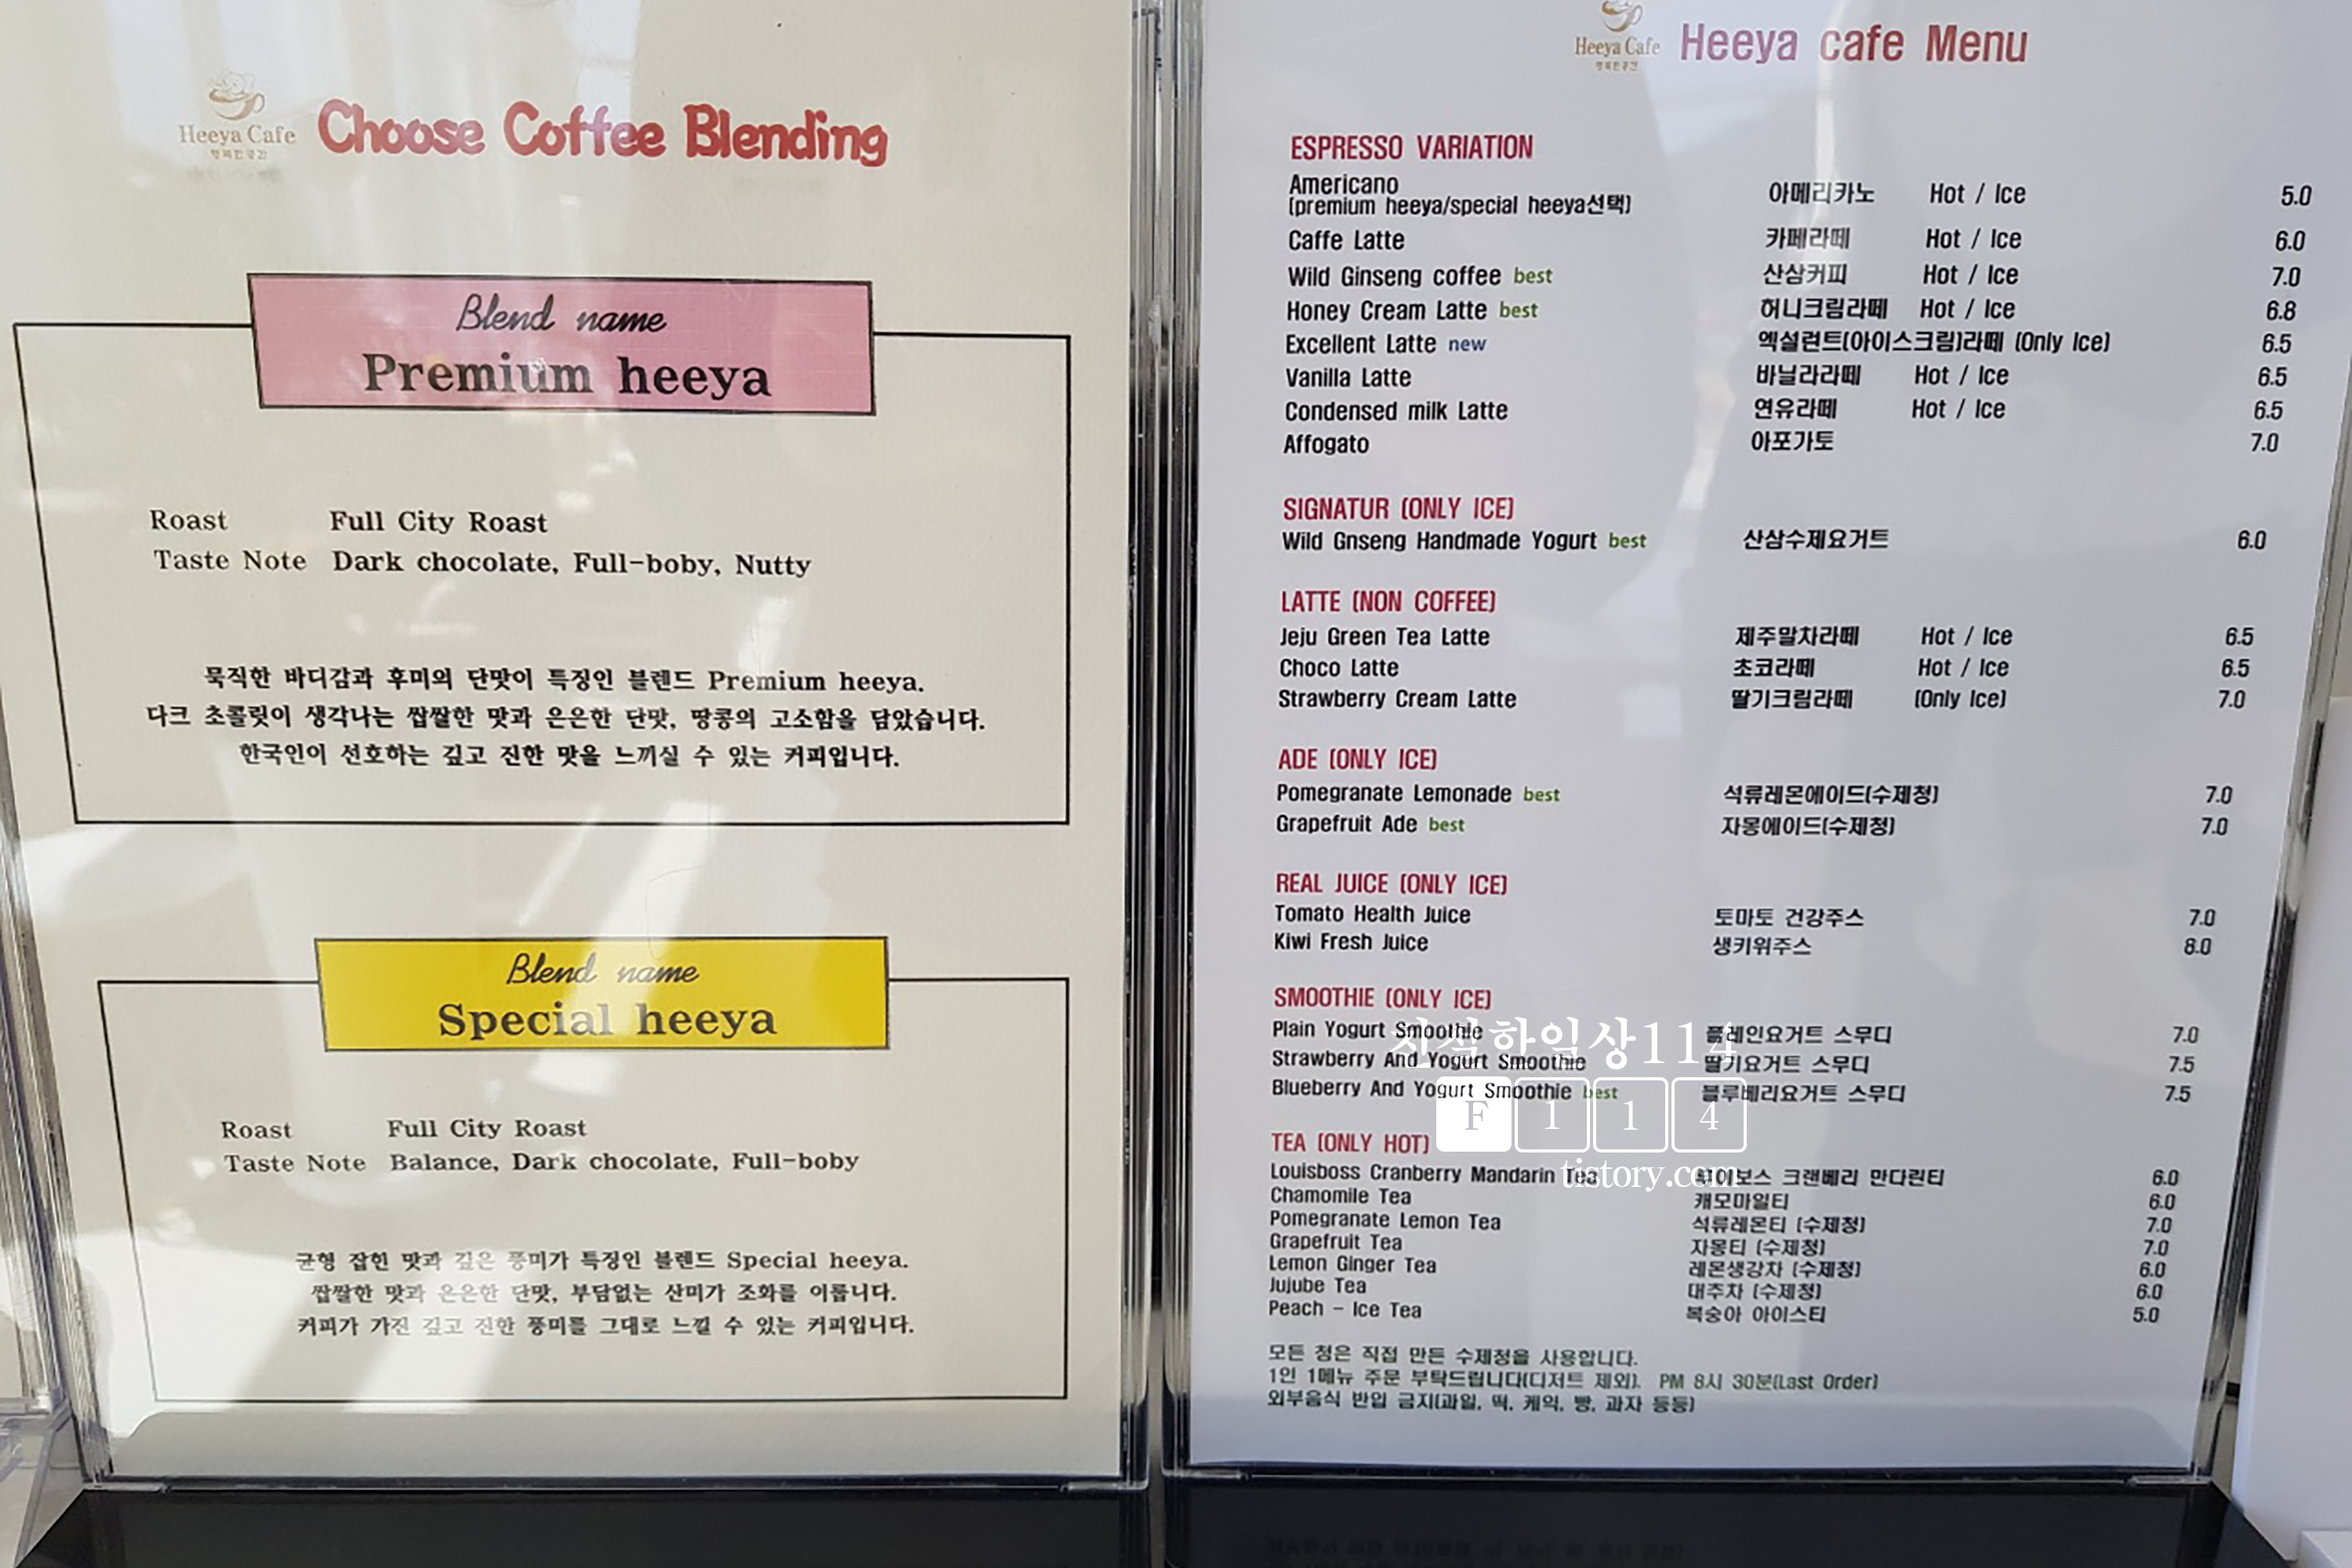 Heeya Cafe
행복한공간
Choose Coffee Blending
Blend name
Premium heeya
Roast Full City Roast
Taste Note Dark chocolate, Full-boby, Nutty
묵직한 바디감과 후미의 단맛이 특징인 블렌드 Premium heeya.
다크 초콜릿이 생각나는 쌉쌀한 맛과 은은한 단맛, 땅콩의 고소함을 담았습니다.
한국인이 선호하는 깊고 진한 맛을 느끼실 수 있는 커피입니다.
Blend name
Special heeya
Roast Full City Roast
Taste Note Balance, Dark chocolate, Full-boby
균형 잡힌 맛과 깊은 풍미가 특징인 블렌드 Special heeya.
쌉쌀한 맛과 은은한 단맛, 부담없는 산미가 조화를 이룹니다.
커피가 가진 깊고 진한 풍미를 그대로 느낄 수 있는 커피입니다.
Heeya Cafe
행복한공간
Heeya cafe Menu
ESPRESSO VARIATION
Americano 아메리카노 Hot / Ice 5.0
(premium heeya/special heeya선택)
Caffe Latte 카페라떼 Hot / Ice 6.0
Wild Ginseng coffee best 산삼커피 Hot / Ice 7.0
Honey Cream Latte best 허니크림라떼 Hot / Ice 6.8
Excellent Latte new 엑설런트(아이스크림)라떼 (Only Ice) 6.5
Vanilla Latte 바닐라라떼 Hot / Ice 6.5
Condensed milk Latte 연유라떼 Hot / Ice 6.5
Affogato 아포가토 7.0
SIGNATUR (ONLY ICE)
Wild Gnseng Handmade Yogurt best 산삼수제요거트 6.0
LATTE (NON COFFEE)
Jeju Green Tea Latte 제주말차라떼 Hot / Ice 6.5
Choco Latte 초코라떼 Hot / Ice 6.5
Strawberry Cream Latte 딸기크림라떼 (Only Ice) 7.0
ADE (ONLY ICE)
Pomegranate Lemonade best 석류레몬에이드(수제청) 7.0
Grapefruit Ade best 자몽에이드(수제청) 7.0
REAL JUICE (ONLY ICE)
Tomato Health Juice 토마토 건강주스 7.0
Kiwi Fresh Juice 생키위주스 8.0
SMOOTHIE (ONLY ICE)
Plain Yogurt Smoothie 플레인요거트 스무디 7.0
Strawberry And Yogurt Smoothie 딸기요거트 스무디 7.5
Blueberry And Yogurt Smoothie best 블루베리요거트 스무디 7.5
TEA (ONLY HOT)
Louisboss Cranberry Mandarin Tea 루이보스 크랜베리 만다린티 6.0
Chamomile Tea 캐모마일티 6.0
Pomegranate Lemon Tea 석류레몬티 (수제청) 7.0
Grapefruit Tea 자몽티 (수제청) 7.0
Lemon Ginger Tea 레몬생강차 (수제청) 6.0
Jujube Tea 대추차 (수제청) 6.0
Peach - Ice Tea 복숭아 아이스티 5.0
모든 청은 직접 만든 수제청을 사용합니다.
1인 1메뉴 주문 부탁드립니다(디저트 제외). PM 8시 30분(Last Order)
외부음식 반입 금지(과일, 떡, 케익, 빵, 과자 등등)
F 1 1 4
tistory.com